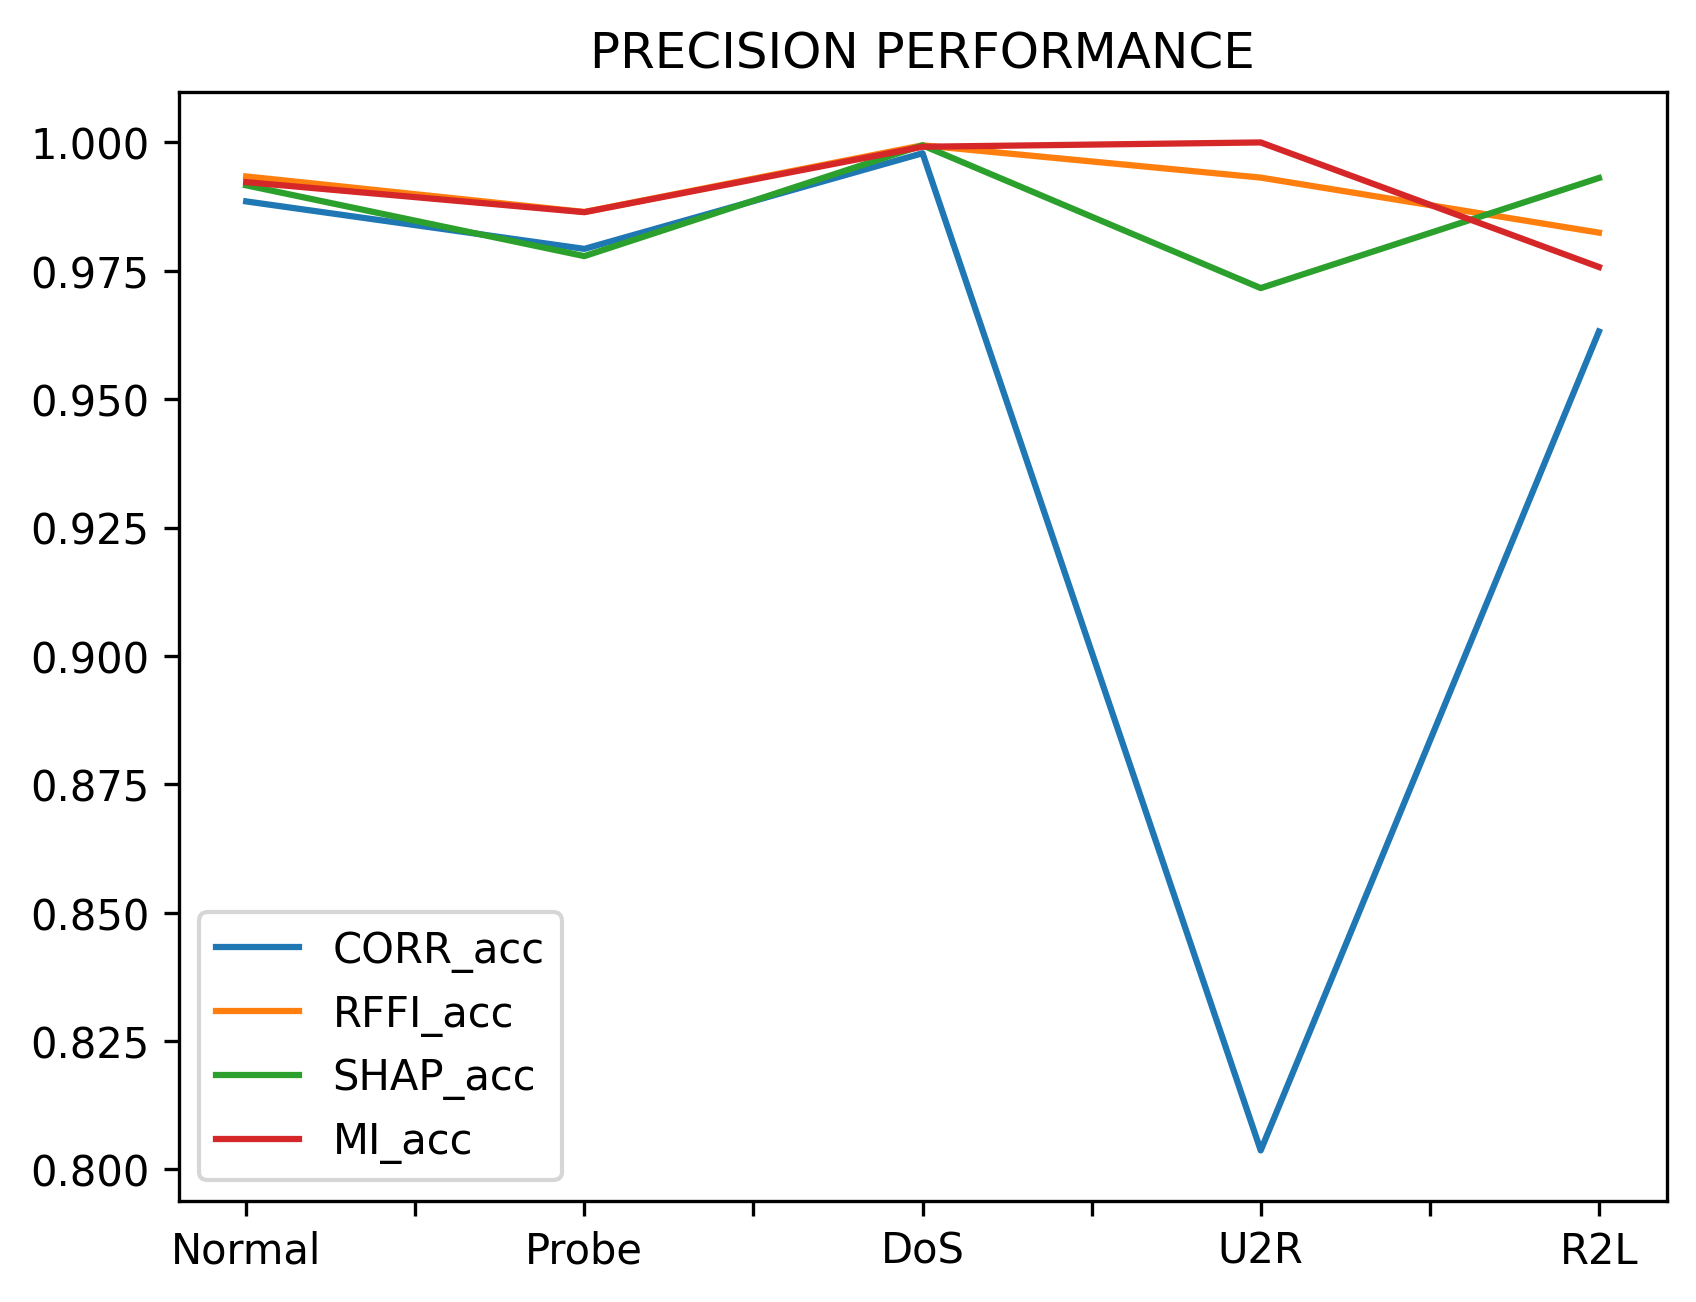 PRECISION PERFORMANCE
1.000
0.975
0.950
0.925
0.900
0.875
0.850
0.825
0.800
CORR_acc
RFFI_acc
SHAP_acc
MI_acc
Normal Probe DoS U2R R2L